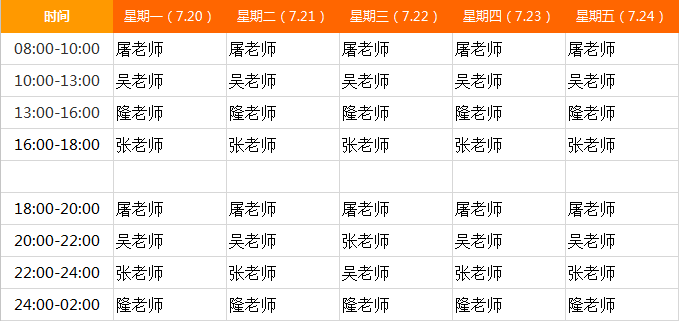 时间 星期一（7.20） 星期二（7.21） 星期三（7.22） 星期四（7.23） 星期五（7.24）
08:00-10:00 屠老师 屠老师 屠老师 屠老师 屠老师
10:00-13:00 吴老师 吴老师 吴老师 吴老师 吴老师
13:00-16:00 隆老师 隆老师 隆老师 隆老师 隆老师
16:00-18:00 张老师 张老师 张老师 张老师 张老师
18:00-20:00 屠老师 屠老师 屠老师 屠老师 屠老师
20:00-22:00 吴老师 吴老师 张老师 吴老师 吴老师
22:00-24:00 张老师 张老师 吴老师 张老师 张老师
24:00-02:00 隆老师 隆老师 隆老师 隆老师 隆老师